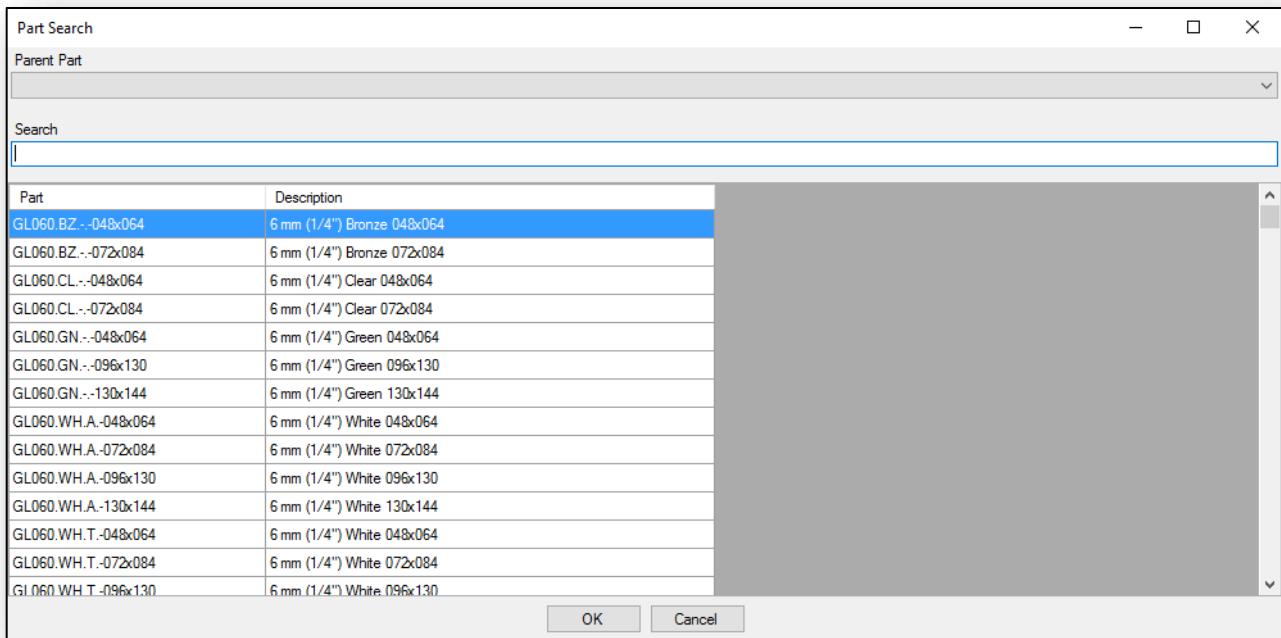 Part Search
Parent Part
Search
Part Description
GL060.BZ.-.-048x064 6 mm (1/4") Bronze 048x064
GL060.BZ.-.-072x084 6 mm (1/4") Bronze 072x084
GL060.CL.-.-048x064 6 mm (1/4") Clear 048x064
GL060.CL.-.-072x084 6 mm (1/4") Clear 072x084
GL060.GN.-.-048x064 6 mm (1/4") Green 048x064
GL060.GN.-.-096x130 6 mm (1/4") Green 096x130
GL060.GN.-.-130x144 6 mm (1/4") Green 130x144
GL060.WH.A.-048x064 6 mm (1/4") White 048x064
GL060.WH.A.-072x084 6 mm (1/4") White 072x084
GL060.WH.A.-096x130 6 mm (1/4") White 096x130
GL060.WH.A.-130x144 6 mm (1/4") White 130x144
GL060.WH.T.-048x064 6 mm (1/4") White 048x064
GL060.WH.T.-072x084 6 mm (1/4") White 072x084
GL060.WH.T.-096x130 6 mm (1/4") White 096x130
OK Cancel